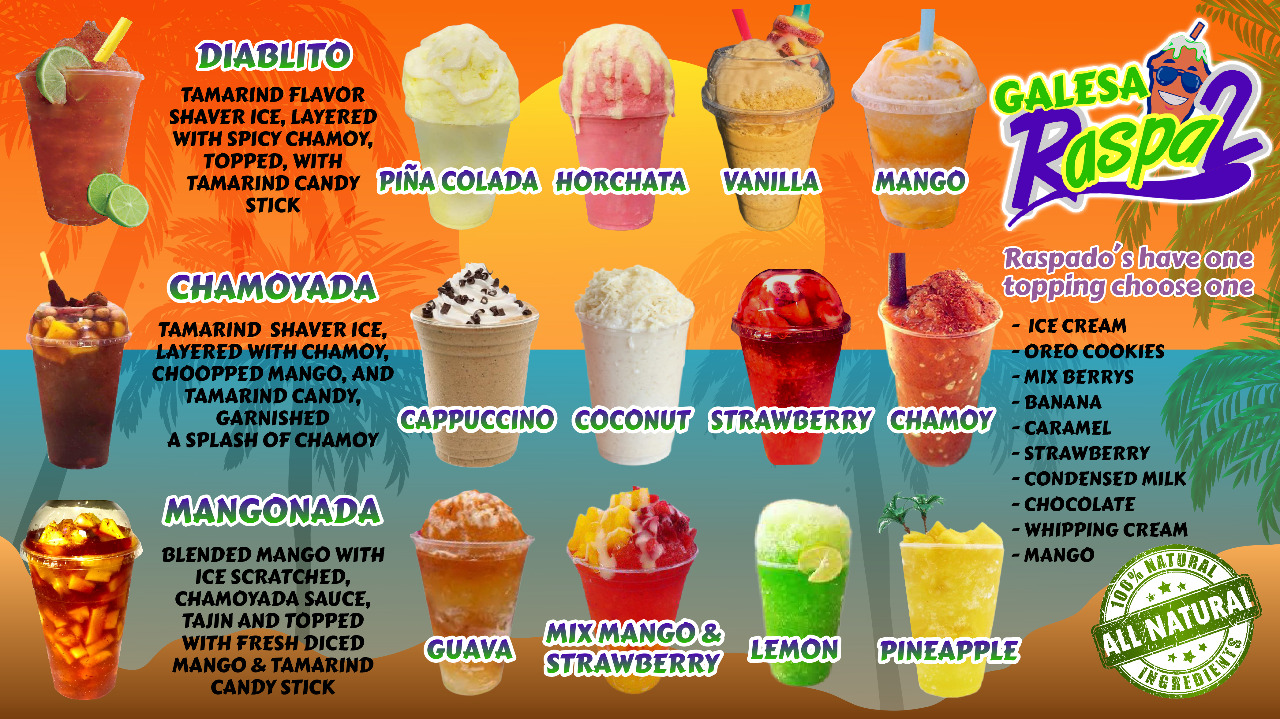 DIABLITO
TAMARIND FLAVOR
SHAVER ICE, LAYERED
WITH SPICY CHAMOY,
TOPPED, WITH
TAMARIND CANDY
STICK
PIÑA COLADA
HORCHATA
VANILLA
MANGO
GALESA
Raspa2
CHAMOYADA
TAMARIND SHAVER ICE,
LAYERED WITH CHAMOY,
CHOOPPED MANGO, AND
TAMARIND CANDY,
GARNISHED
A SPLASH OF CHAMOY
CAPPUCCINO
COCONUT
STRAWBERRY
CHAMOY
Raspado's have one
topping choose one
- ICE CREAM
- OREO COOKIES
- MIX BERRYS
- BANANA
- CARAMEL
- STRAWBERRY
- CONDENSED MILK
- CHOCOLATE
- WHIPPING CREAM
- MANGO
MANGONADA
BLENDED MANGO WITH
ICE SCRATCHED,
CHAMOYADA SAUCE,
TAJIN AND TOPPED
WITH FRESH DICED
MANGO & TAMARIND
CANDY STICK
GUAVA
MIX MANGO &
STRAWBERRY
LEMON
PINEAPPLE
100% NATURAL
ALL NATURAL
INGREDIENTS